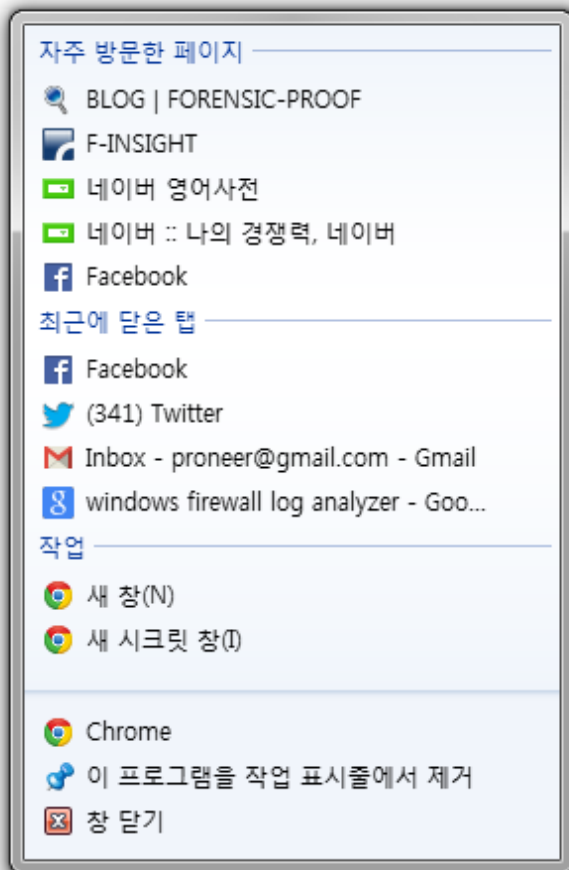 자주 방문한 페이지
BLOG | FORENSIC-PROOF
F-INSIGHT
네이버 영어사전
네이버 :: 나의 경쟁력, 네이버
Facebook
최근에 닫은 탭
Facebook
(341) Twitter
Inbox - proneer@gmail.com - Gmail
windows firewall log analyzer - Goo...
작업
새 창(N)
새 시크릿 창(I)
Chrome
이 프로그램을 작업 표시줄에서 제거
창 닫기